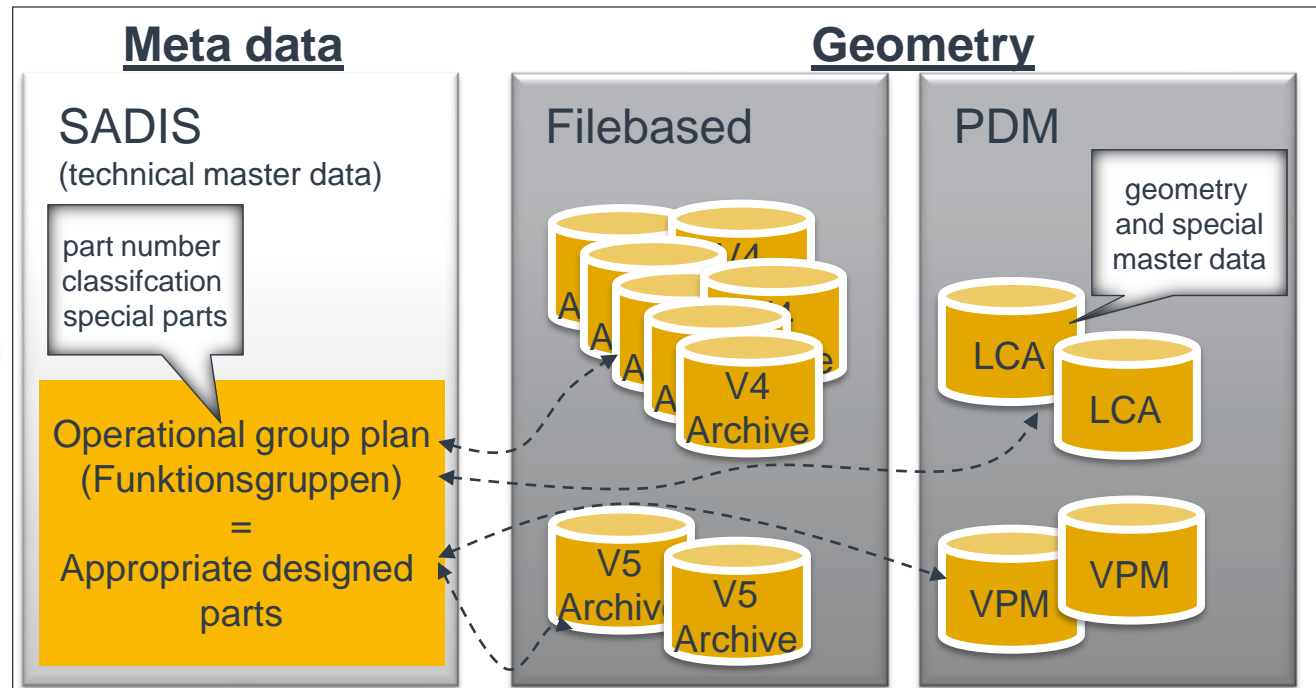 Meta data
Geometry
SADIS
(technical master data)
part number
classifcation
special parts
Operational group plan
(Funktionsgruppen)
=
Appropriate designed
parts
Filebased
V4
A
A
A
A
V4
Archive
V5
Archive
V5
Archive
PDM
geometry
and special
master data
LCA
LCA
VPM
VPM